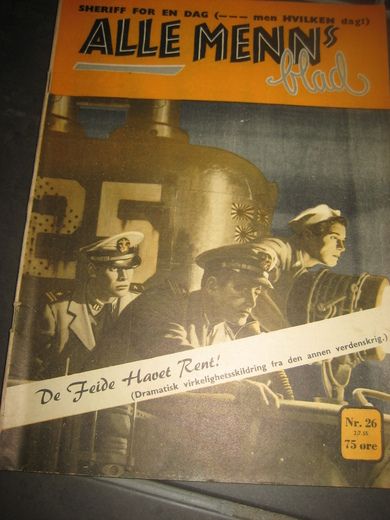 SHERIFF FOR EN DAG (--- men HVILKEN dag!)
ALLE MENNs
blad
25
De Feide Havet Rent!
(Dramatisk virkelighetsskildring fra den annen verdenskrig.)
Nr. 26
75 øre